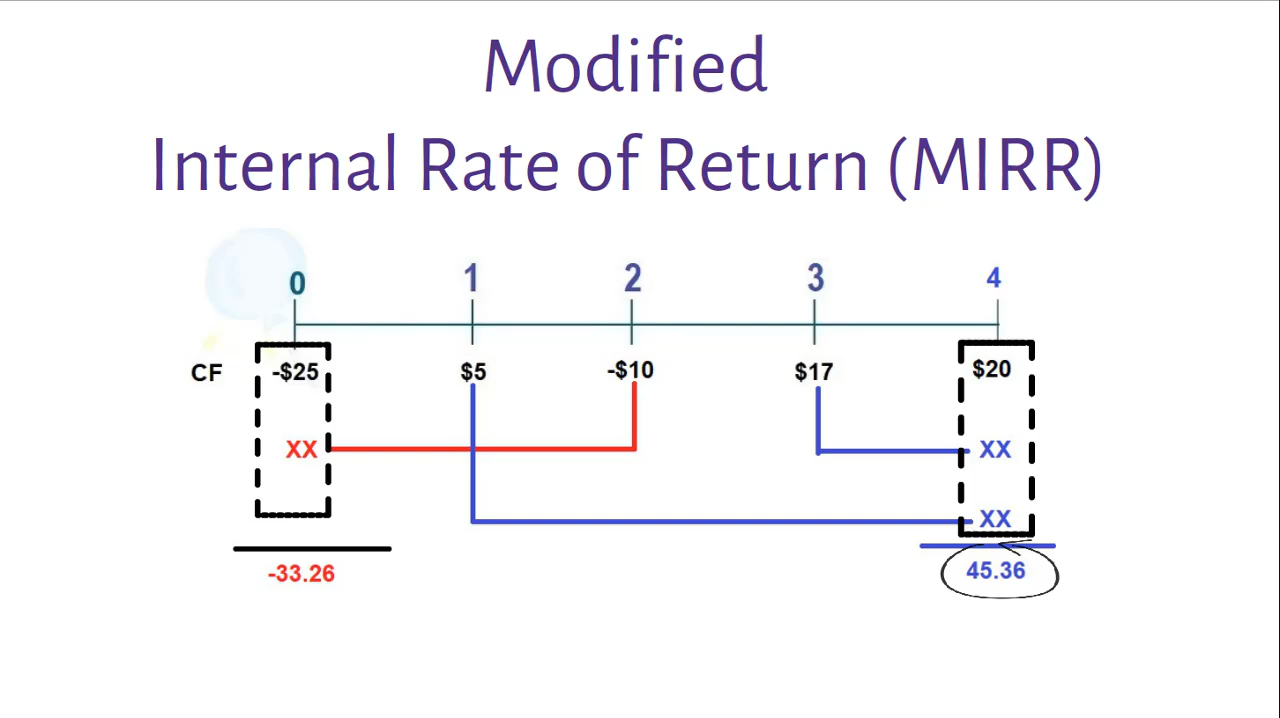 Modified
Internal Rate of Return (MIRR)
0 1 2 3 4
CF -$25 $5 -$10 $17 $20
XX XX
XX
-33.26 45.36